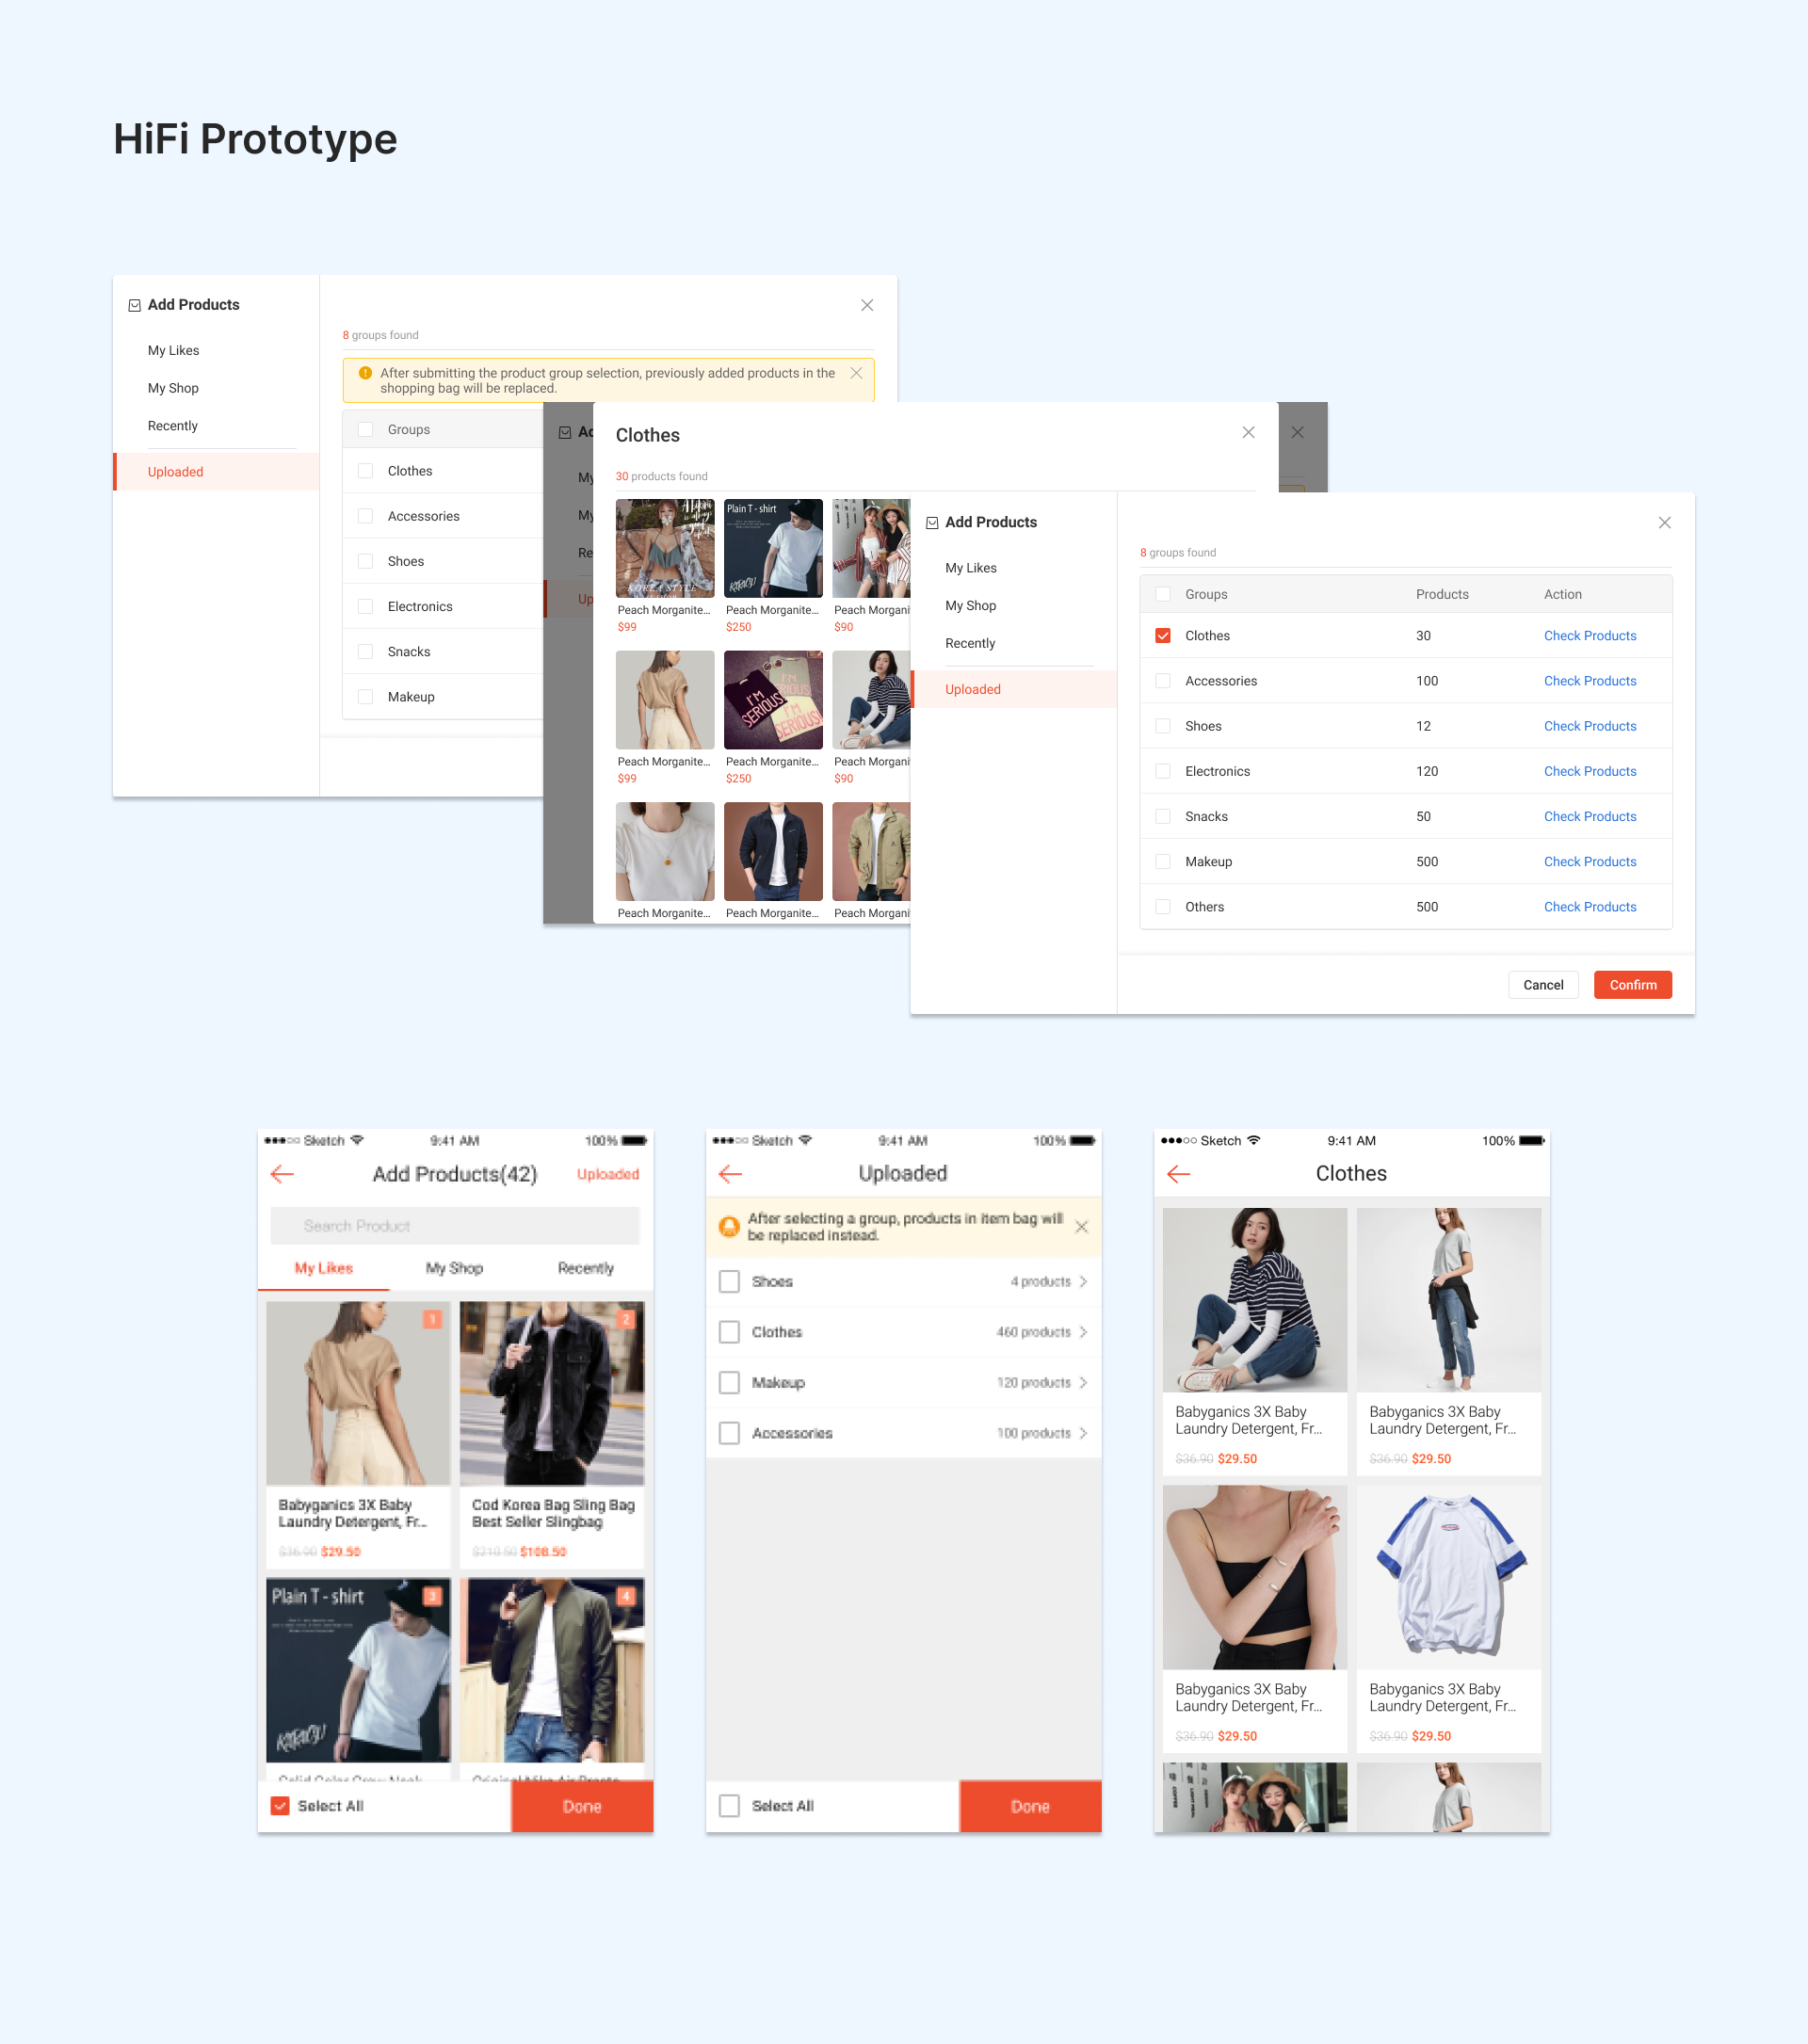 HiFi Prototype
Add Products
My Likes
My Shop
Recently
Uploaded
8 groups found
After submitting the product group selection, previously added products in the
shopping bag will be replaced.
Groups
Clothes
Accessories
Shoes
Electronics
Snacks
Makeup
My
My
Re
Up
Clothes
30 products found
Plain T - shirt
KOREA STYLE
Peach Morganite...
$99
Peach Morganite...
$250
Peach Morgani
$90
I'M
SERIOUS!
I'M
SERIOUS!
Peach Morganite...
$99
Peach Morganite...
$250
Peach Morgani
$90
Peach Morganite...
Peach Morganite...
Peach Morgani
Add Products
My Likes
My Shop
Recently
Uploaded
8 groups found
Groups Products Action
Clothes 30 Check Products
Accessories 100 Check Products
Shoes 12 Check Products
Electronics 120 Check Products
Snacks 50 Check Products
Makeup 500 Check Products
Others 500 Check Products
Cancel Confirm
Sketch 9:41 AM 100%
Add Products(42) Uploaded
Search Product
My Likes My Shop Recently
1
2
Babyganics 3X Baby
Laundry Detergent, Fr...
$36.90 $29.50
Cod Korea Bag Sling Bag
Best Seller Slingbag
$210.50 $108.50
Plain T - shirt
3
4
Select All Done
Sketch 9:41 AM 100%
Uploaded
After selecting a group, products in item bag will
be replaced instead.
Shoes 4 products
Clothes 460 products
Makeup 120 products
Accessories 100 products
Select All Done
Sketch 9:41 AM 100%
Clothes
Babyganics 3X Baby
Laundry Detergent, Fr...
$36.90 $29.50
Babyganics 3X Baby
Laundry Detergent, Fr...
$36.90 $29.50
Babyganics 3X Baby
Laundry Detergent, Fr...
$36.90 $29.50
Babyganics 3X Baby
Laundry Detergent, Fr...
$36.90 $29.50
COFFEE